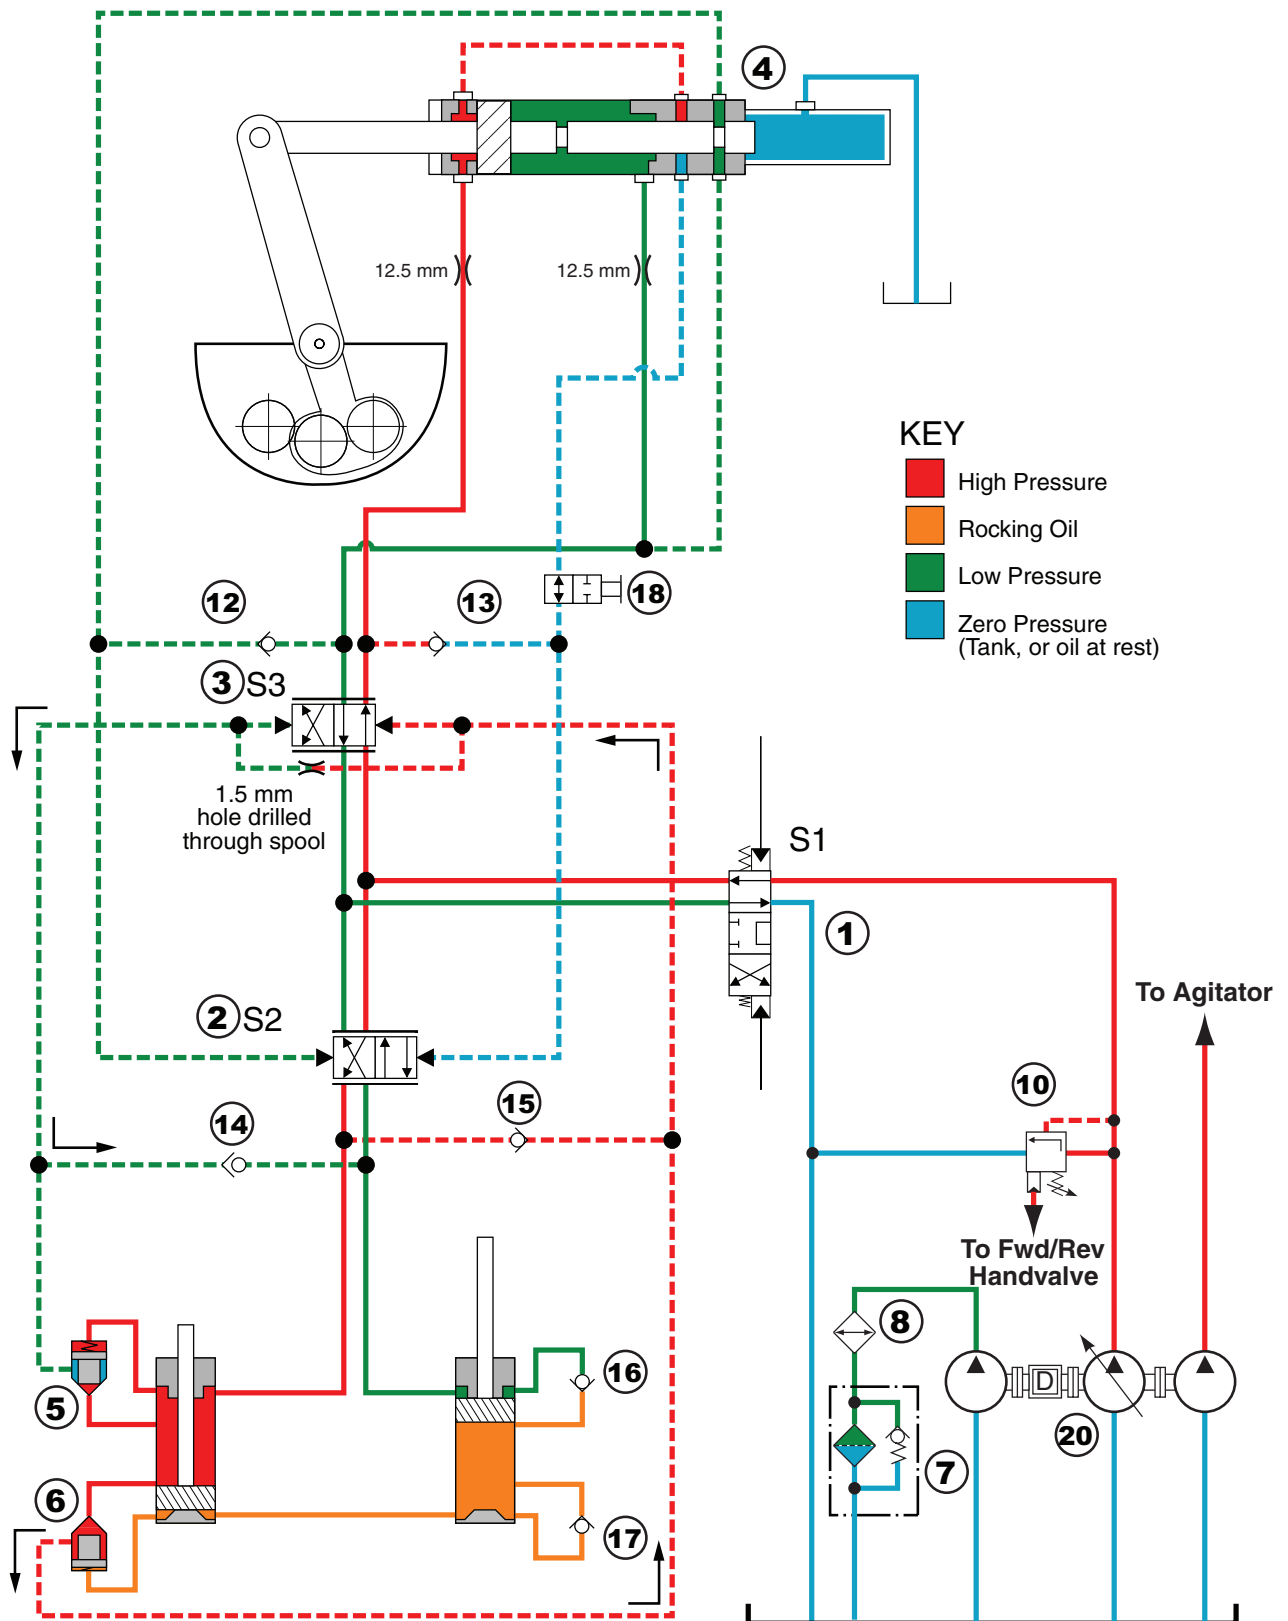 4
12.5 mm
12.5 mm
KEY
High Pressure
Rocking Oil
Low Pressure
Zero Pressure
(Tank, or oil at rest)
18
12
13
3 S3
1.5 mm
hole drilled
through spool
S1
1
2 S2
To Agitator
10
15
14
To Fwd/Rev
Handvalve
8
16
D
5
20
7
6
17